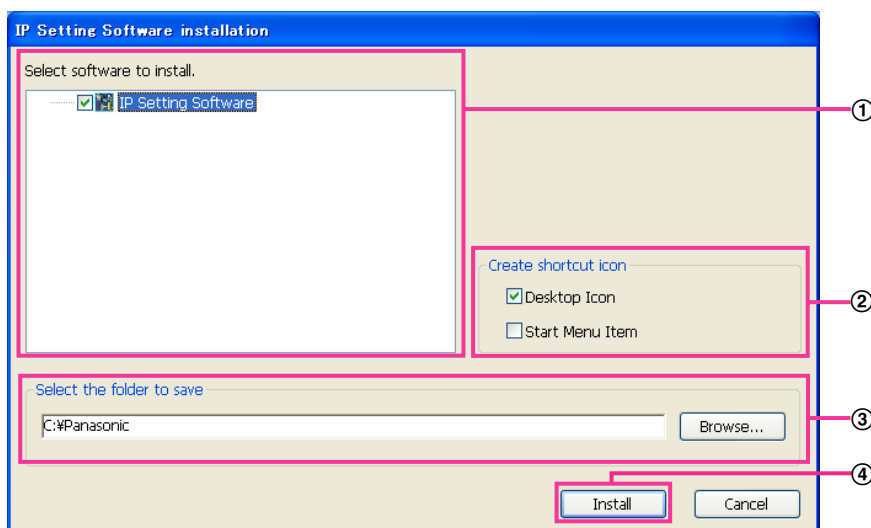 IP Setting Software installation
Select software to install.
IP Setting Software
①
Create shortcut icon
Desktop Icon
②
Start Menu Item
Select the folder to save
C:¥Panasonic
Browse...
③
④
Install
Cancel